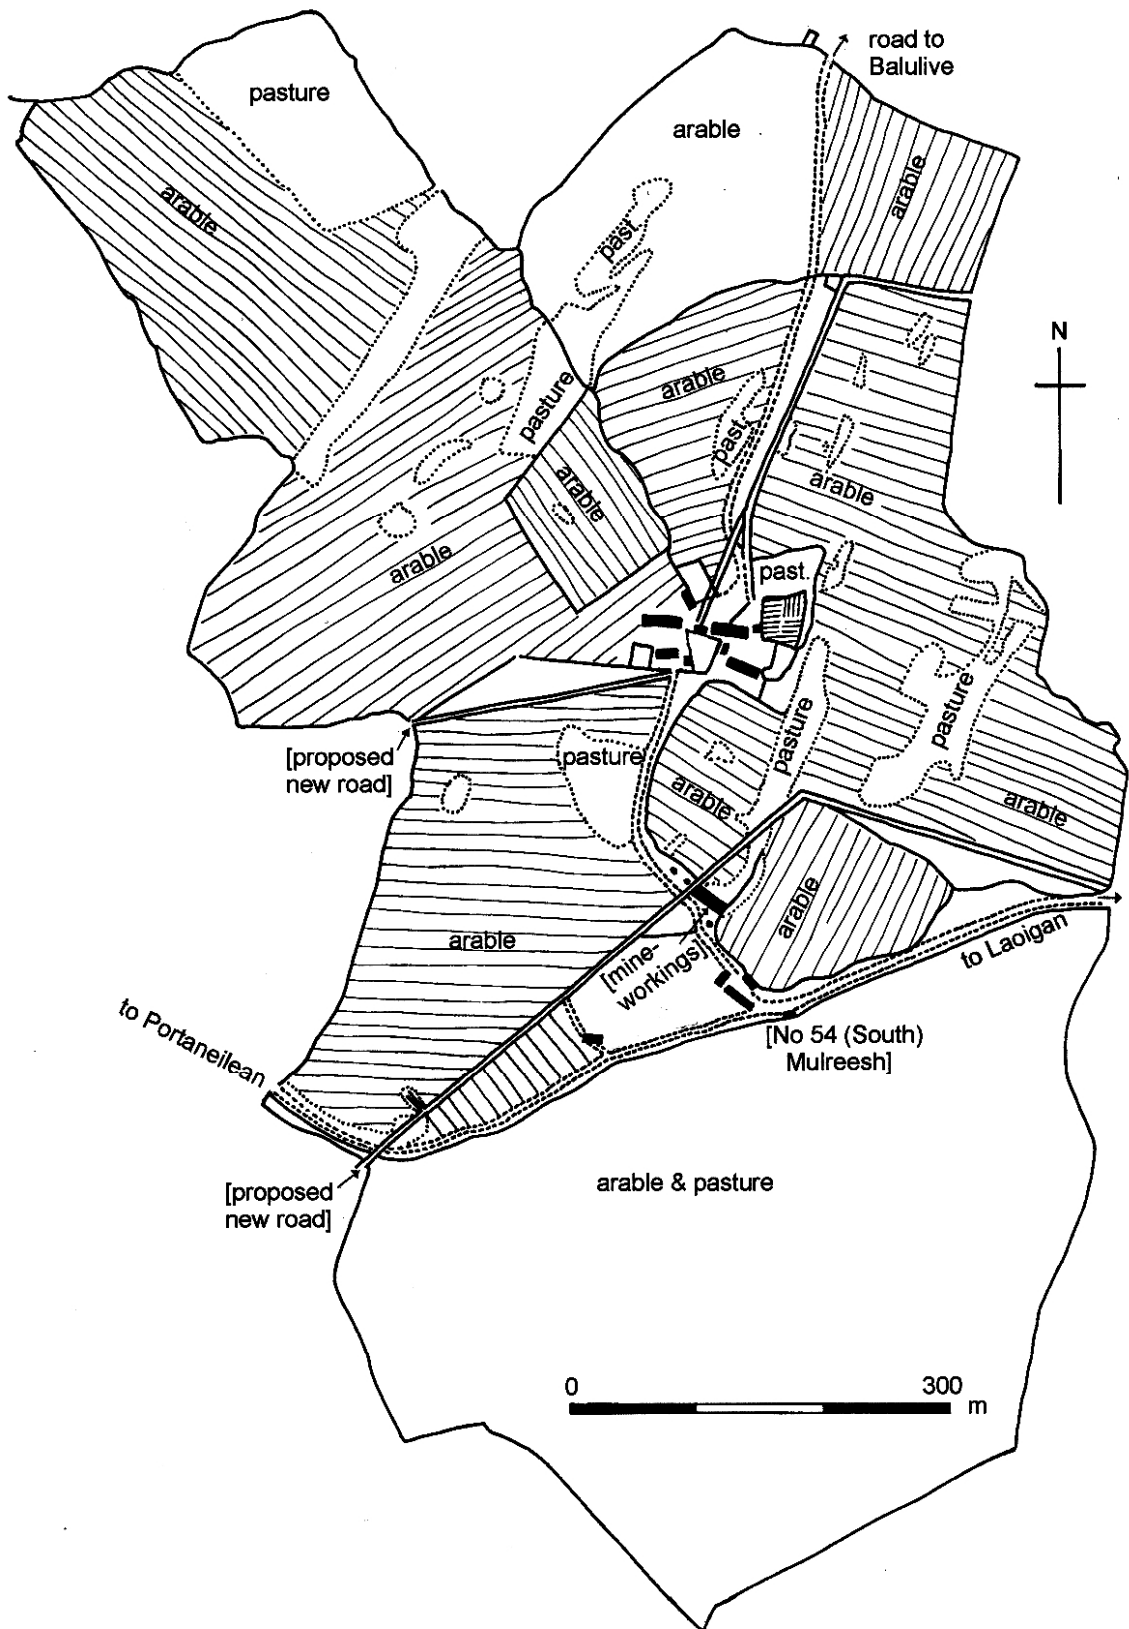 road to
Balulive
pasture
arable
arable
arable
past.
N
arable
pasture
past.
arable
arable
arable
past.
[proposed
new road]
pasture
pasture
pasture
arable
arable
arable
arable
[mine-
workings]
to Laoigan
to Portaneilean
[No 54 (South)
Mulreesh]
[proposed
new road]
arable & pasture
0
300
m